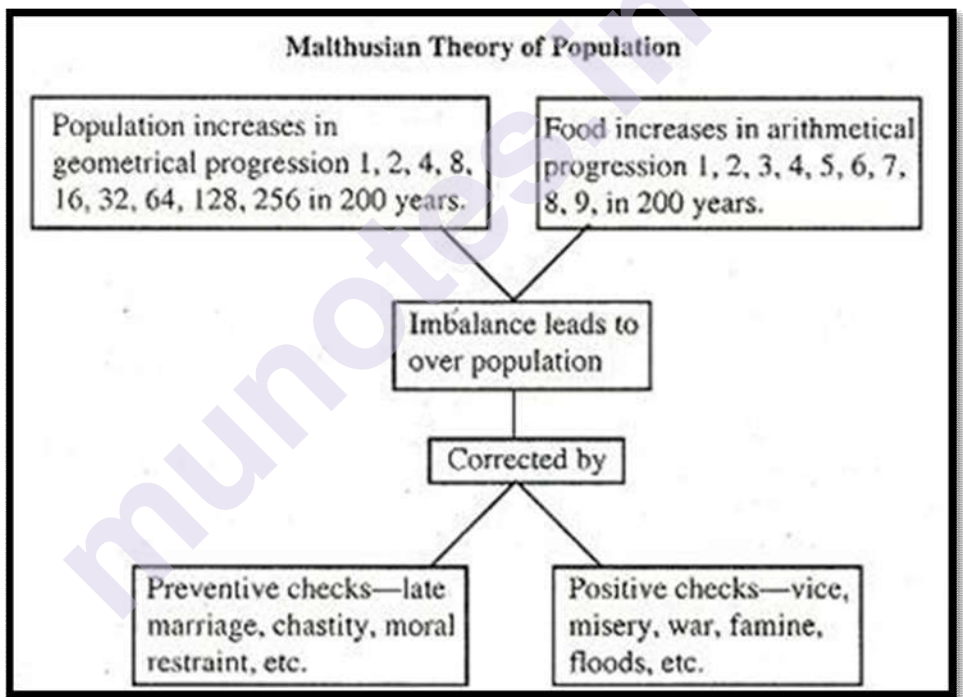 Malthusian Theory of Population
Population increases in
geometrical progression 1, 2, 4, 8,
16, 32, 64, 128, 256 in 200 years.
Food increases in arithmetical
progression 1, 2, 3, 4, 5, 6, 7,
8, 9, in 200 years.
Imbalance leads to
over population
Corrected by
Preventive checks—late
marriage, chastity, moral
restraint, etc.
Positive checks—vice,
misery, war, famine,
floods, etc.
munotes.in